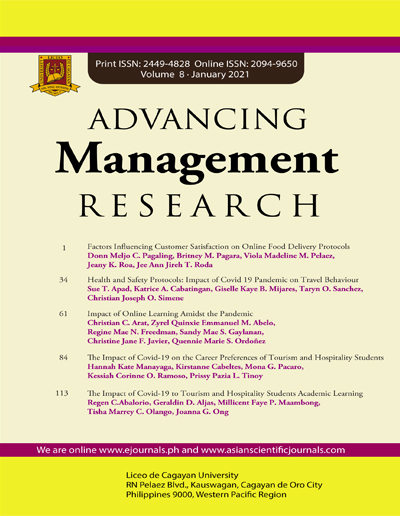 Print ISSN: 2449-4828 Online ISSN: 2094-9650
Volume 8 - January 2021
ADVANCING
Management
RESEARCH
1 Factors Influencing Customer Satisfaction on Online Food Delivery Protocols
Donn Meljo C. Pagaling, Britney M. Pagara, Viola Madeline M. Pelaez,
Jeany K. Roa, Jee Ann Jireh T. Roda
34 Health and Safety Protocols: Impact of Covid 19 Pandemic on Travel Behaviour
Sue T. Apad, Katrice A. Cabatingan, Giselle Kaye B. Mijares, Taryn O. Sanchez,
Christian Joseph O. Simene
61 Impact of Online Learning Amidst the Pandemic
Christian C. Arat, Zyrel Quinxie Emmanuel M. Abelo,
Regine Mae N. Freedman, Sandy Mae S. Gaylanan,
Christine Jane F. Javier, Quennie Marie S. Ordoñez
84 The Impact of Covid-19 on the Career Preferences of Tourism and Hospitality Students
Hannah Kate Manayaga, Kirstanne Cabeltes, Mona G. Pacaro,
Kessiah Corinne O. Ramoso, Prissy Pazia L. Tinoy
113 The Impact of Covid-19 to Tourism and Hospitality Students Academic Learning
Regen C.Abalorio, Geraldin D. Aljas, Millicent Faye P. Maambong,
Tisha Marrey C. Olango, Joanna G. Ong
We are online www.ejournals.ph and www.asianscientificjournals.com
Liceo de Cagayan University
RN Pelaez Blvd., Kauswagan, Cagayan de Oro City
Philippines 9000, Western Pacific Region